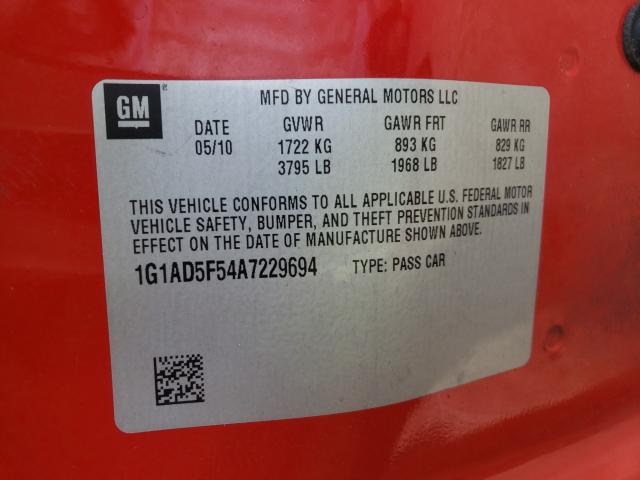 GM
MFD BY GENERAL MOTORS LLC
DATE GVWR GAWR FRT GAWR RR
05/10 1722 KG 893 KG 829 KG
3795 LB 1968 LB 1827 LB
THIS VEHICLE CONFORMS TO ALL APPLICABLE U.S. FEDERAL MOTOR
VEHICLE SAFETY, BUMPER, AND THEFT PREVENTION STANDARDS IN
EFFECT ON THE DATE OF MANUFACTURE SHOWN ABOVE.
1G1AD5F54A7229694 TYPE: PASS CAR